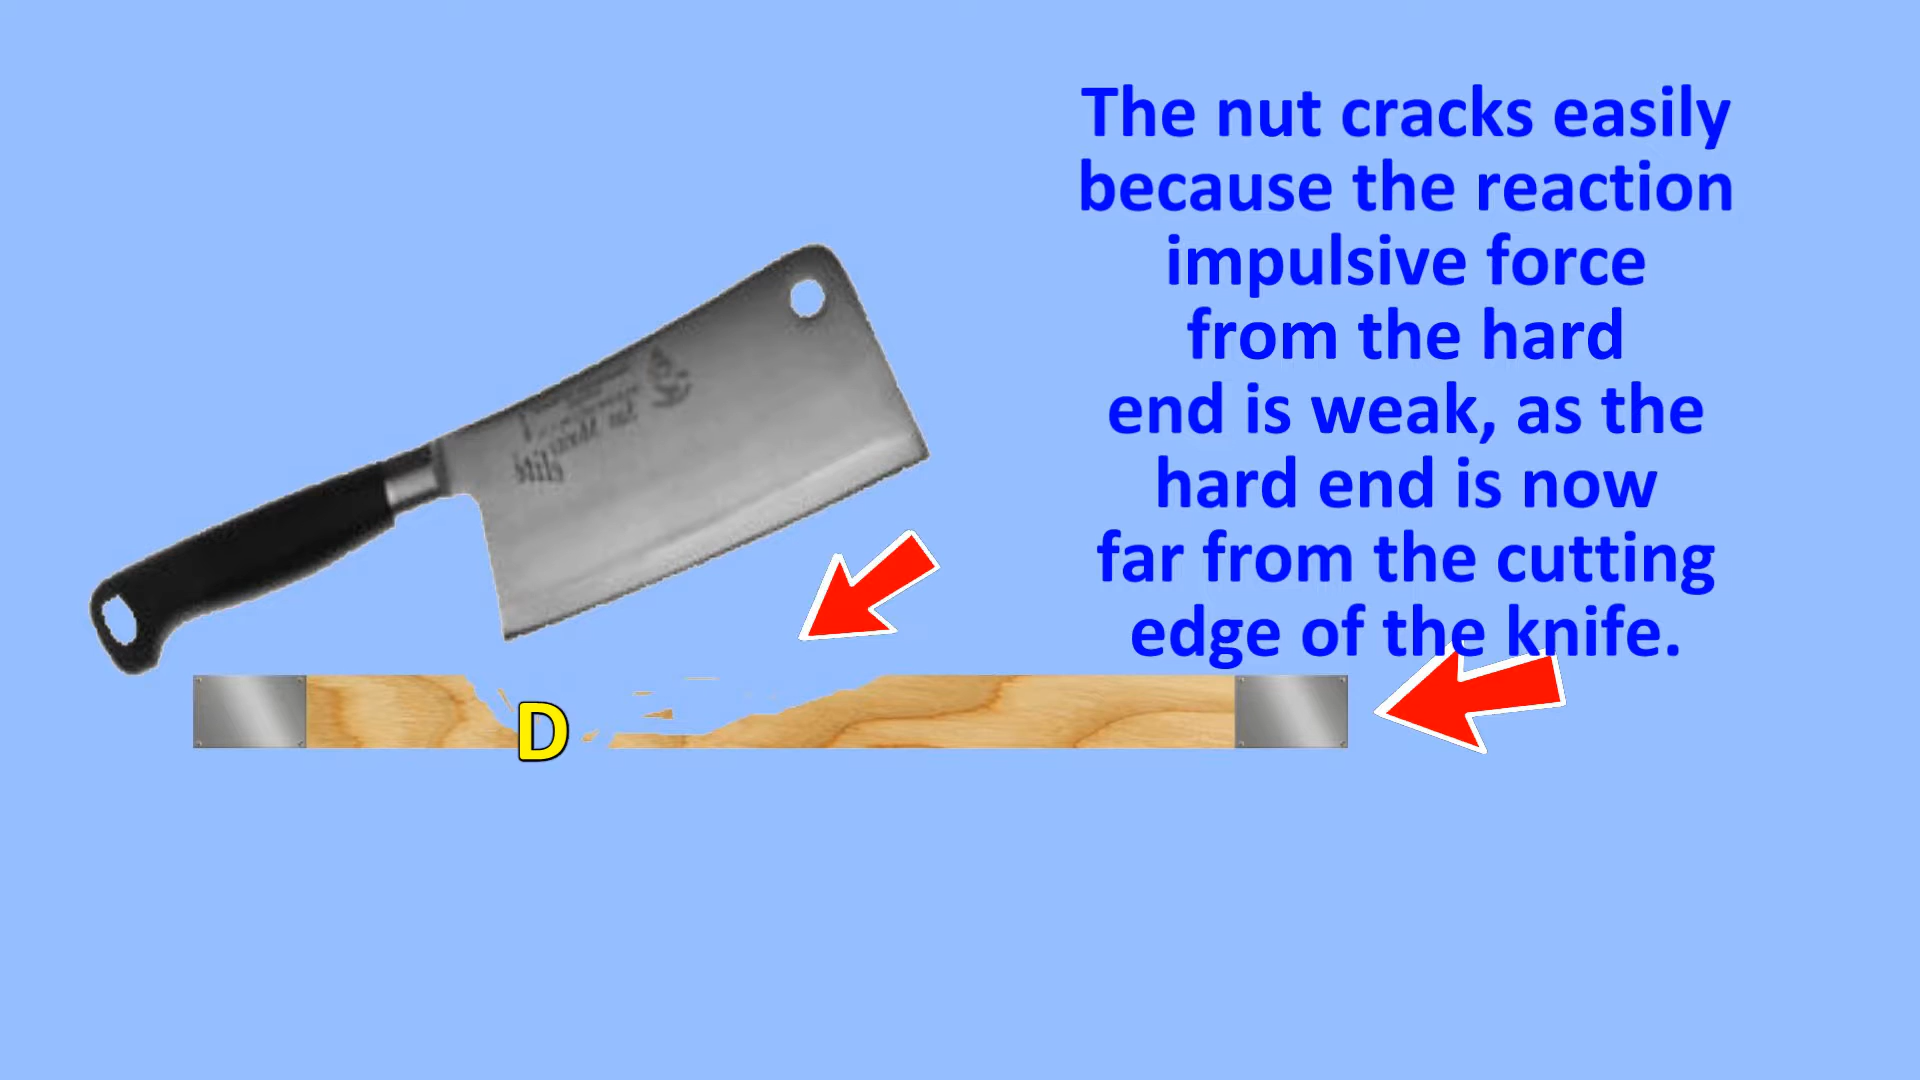 The nut cracks easily
because the reaction
impulsive force
from the hard
end is weak, as the
hard end is now
far from the cutting
edge of the knife.
D